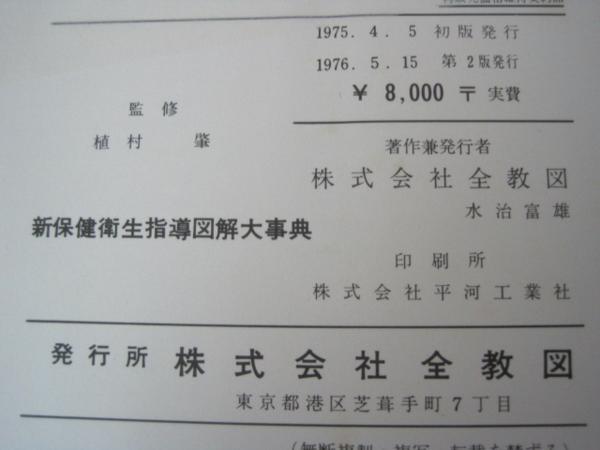 1975. 4. 5 初版発行
1976. 5. 15 第2版発行
¥ 8,000 〒 実費
監修
植村 肇
新保健衛生指導図解大事典
著作兼発行者
株式会社全教図
水治富雄
印刷所
株式会社平河工業社
発行所 株式会社全教図
東京都港区芝葺手町7丁目